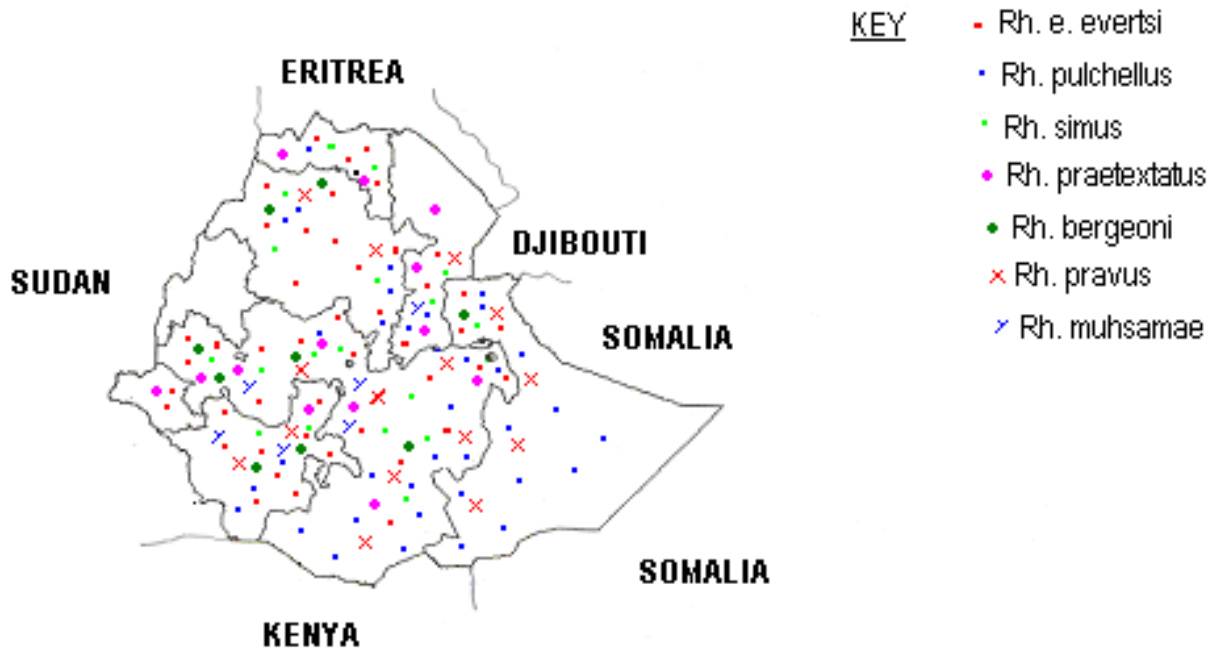 KEY
Rh. e. evertsi
Rh. pulchellus
Rh. simus
Rh. praetextatus
Rh. bergeoni
Rh. pravus
Rh. muhsamae
ERITREA
DJIBOUTI
SUDAN
SOMALIA
SOMALIA
KENYA